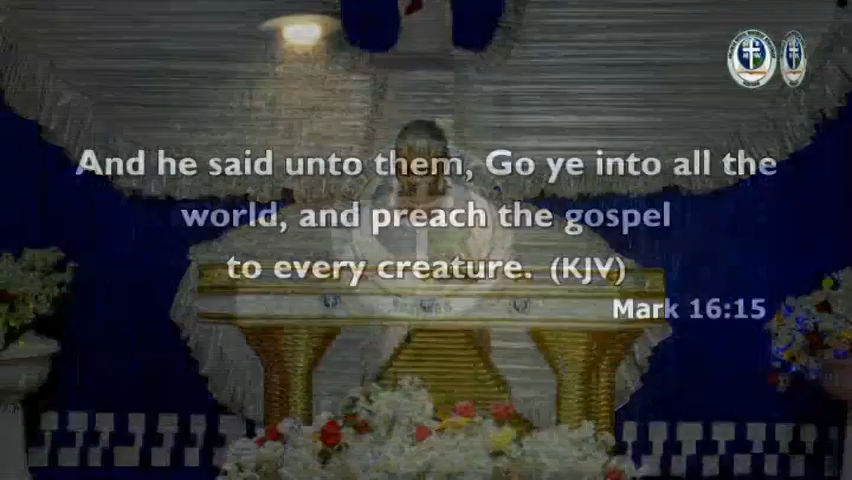 And he said unto them, Go ye into all the
world, and preach the gospel
to every creature. (KJV)
Mark 16:15